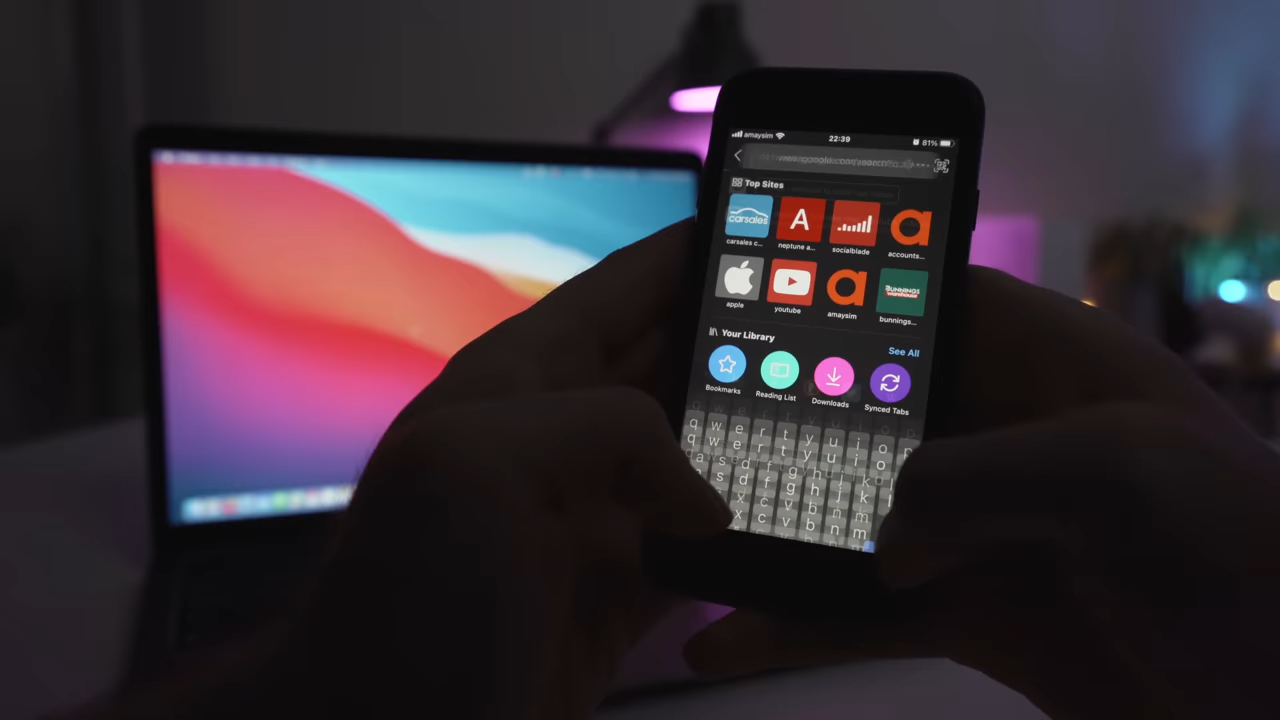 amaysim
22:39
81%
Top Sites
carsales
A
a
carsales c...
neptune a...
socialblade
accounts...
a
BUNNINGS
warehouse
apple
youtube
amaysim
bunnings...
Your Library
See All
Bookmarks
Reading List
Downloads
Synced Tabs
q w e r t y u i o p
q w e r t y u i o
a s d f g h j k l
s d f g h j k l
x c v b n m
x c v b n m